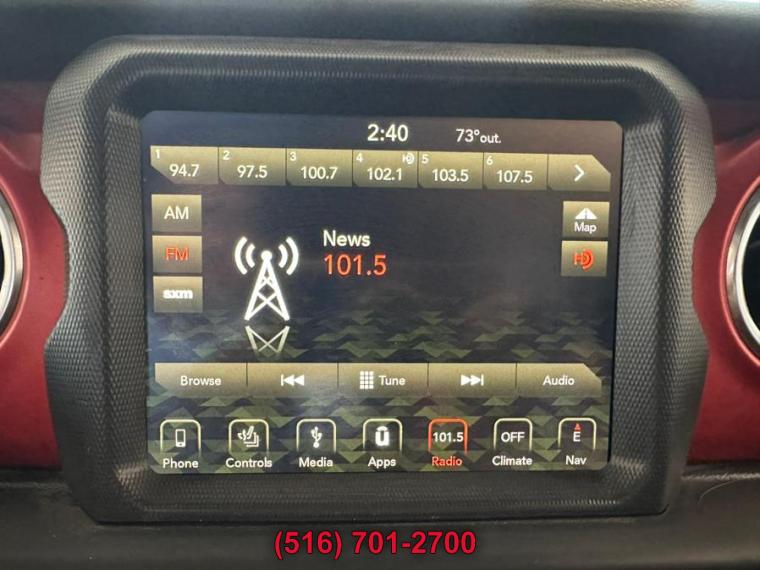 2:40 73°out.
1 94.7 2 97.5 3 100.7 4 HD 102.1 5 103.5 6 107.5
AM
Map
News
FM
101.5
HD
sxm
Browse Tune Audio
101.5 OFF E
Phone Controls Media Apps Radio Climate Nav
(516) 701-2700